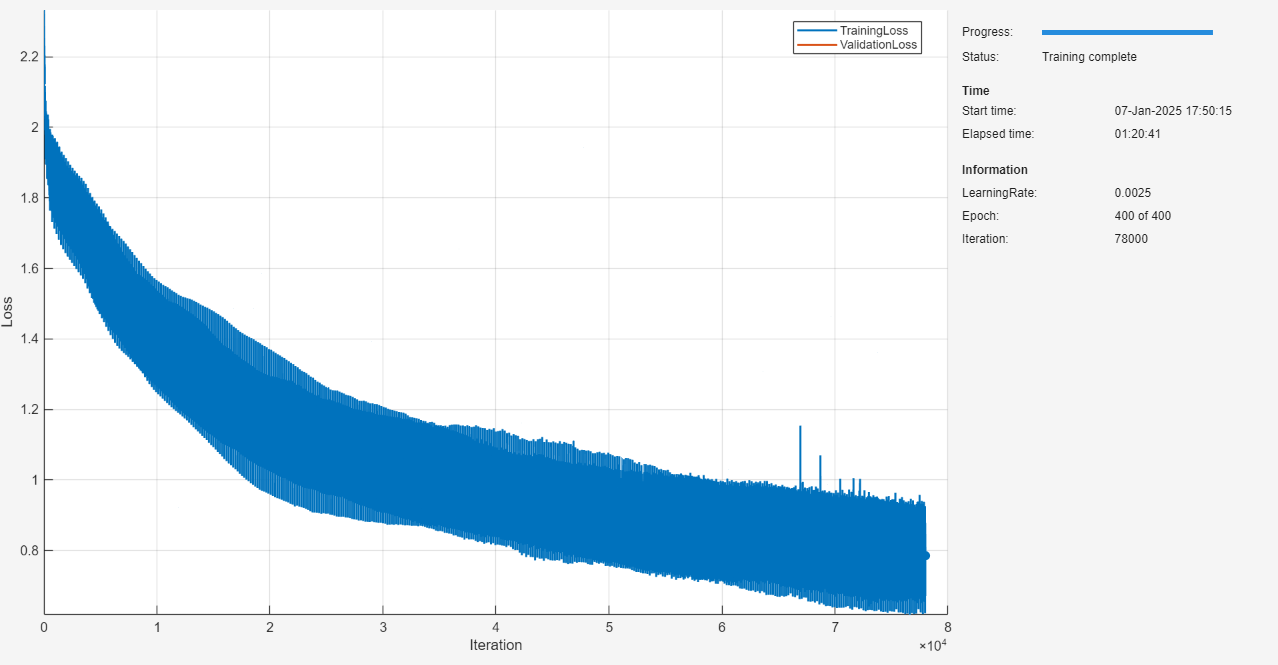 TrainingLoss
ValidationLoss
2.2
2
1.8
1.6
1.4
1.2
1
0.8
Loss
0 1 2 3 4 5 6 7 8
Iteration
×10⁴
Progress:
Status: Training complete
Time
Start time: 07-Jan-2025 17:50:15
Elapsed time: 01:20:41
Information
LearningRate: 0.0025
Epoch: 400 of 400
Iteration: 78000